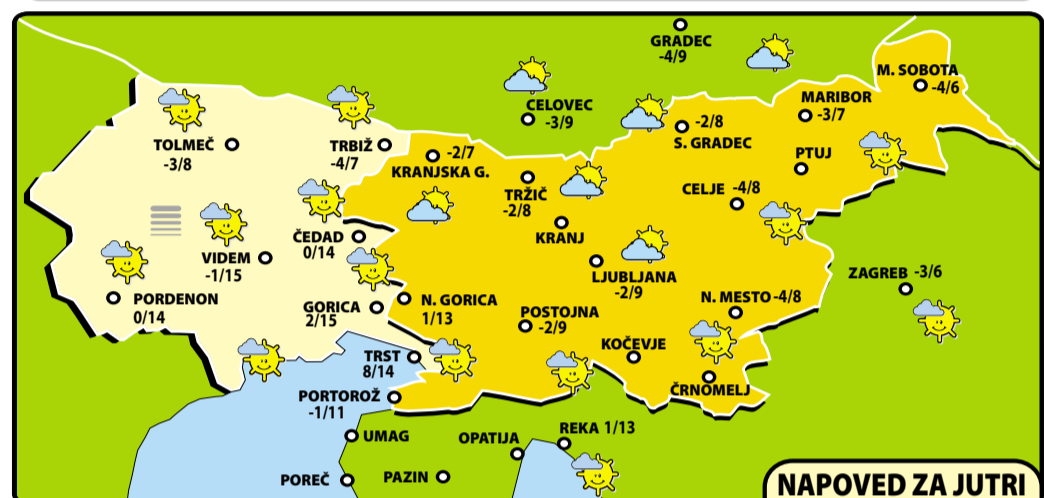 GRADEC
-4/9
M. SOBOTA
-4/6
CELOVEC
-3/9
MARIBOR
-3/7
-2/8
S. GRADEC
TOLMEČ
-3/8
TRBIŽ
-4/7
-2/7
KRANJSKA G.
PTUJ
TRŽIČ
-2/8
CELJE -4/8
KRANJ
ČEDAD
0/14
VIDEM
-1/15
LJUBLJANA
-2/9
ZAGREB -3/6
PORDENON
0/14
GORICA
2/15
N. GORICA
1/13
N. MESTO -4/8
POSTOJNA
-2/9
KOČEVJE
TRST
8/14
ČRNOMELJ
PORTOROŽ
-1/11
UMAG
OPATIJA
REKA 1/13
POREČ
PAZIN
NAPOVED ZA JUTRI